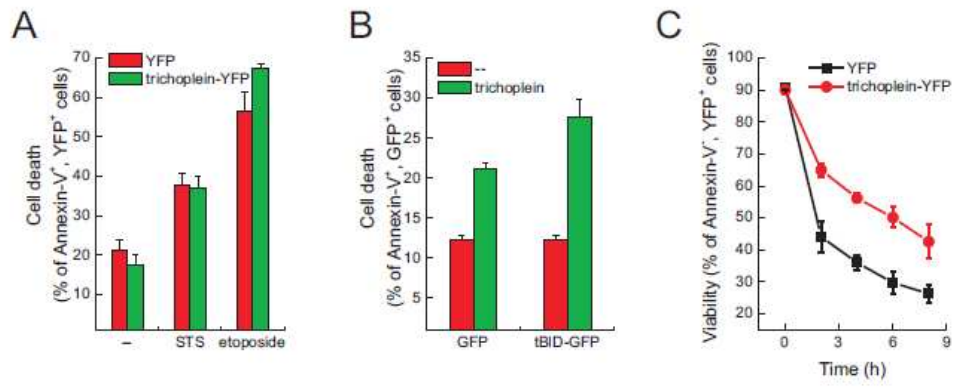 A
Cell death
(% of Annexin-V+, YFP+ cells)
70
60
50
40
30
20
10
YFP
trichoplein-YFP
–
STS
etoposide
B
Cell death
(% of Annexin-V+, GFP+ cells)
35
30
25
20
15
10
5
--
trichoplein
GFP
tBID-GFP
C
Viability (% of Annexin-V-, YFP+ cells)
100
90
80
70
60
50
40
30
20
YFP
trichoplein-YFP
0
3
6
9
Time (h)